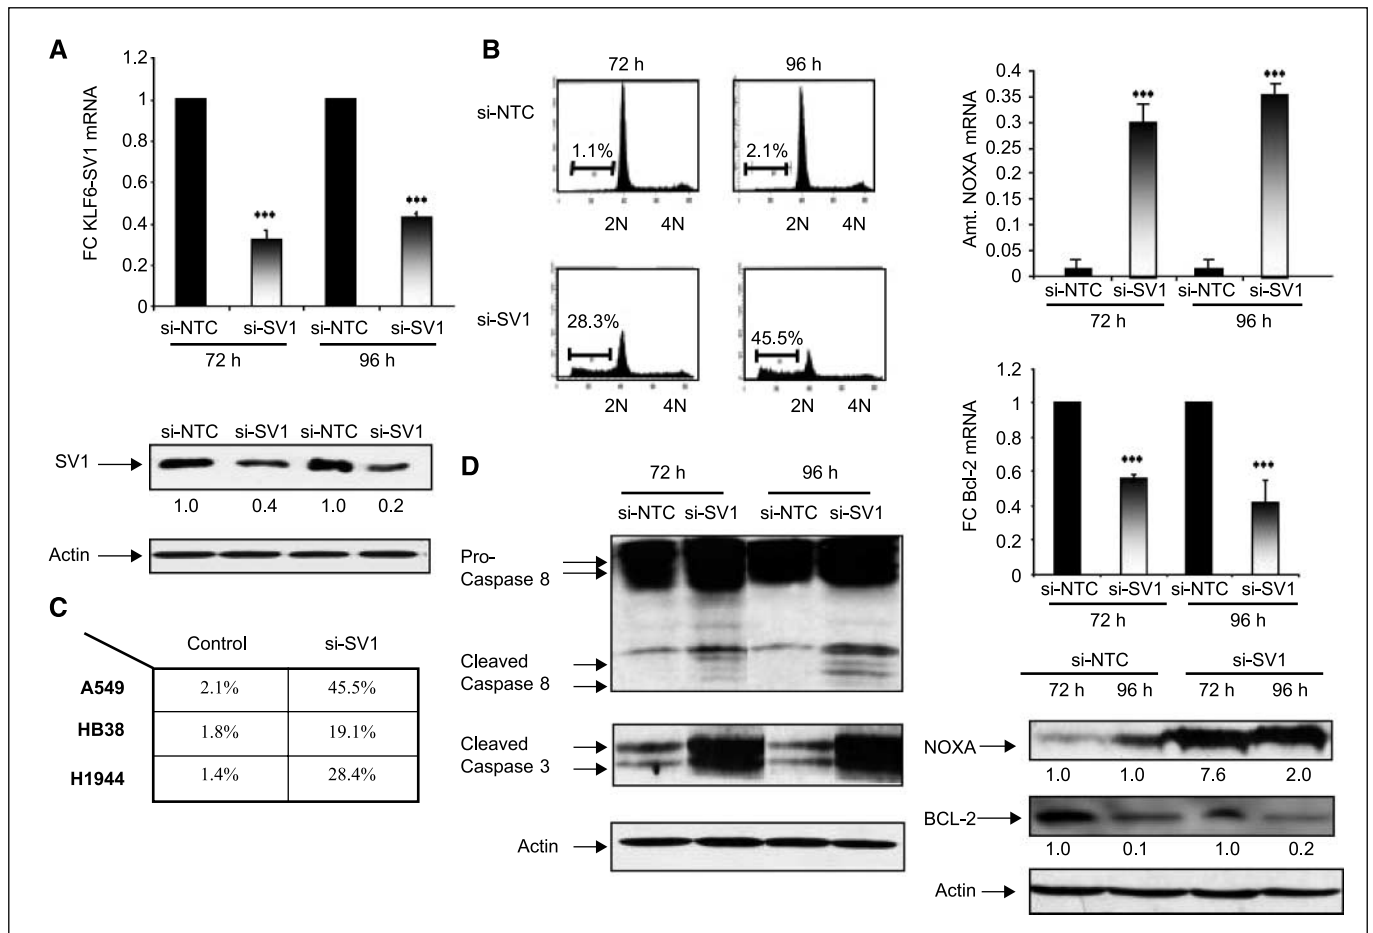 A
FC KLF6-SV1 mRNA
1.2
1
0.8
0.6
0.4
0.2
0
♦♦♦
♦♦♦
si-NTC si-SV1 si-NTC si-SV1
72 h 96 h
si-NTC si-SV1 si-NTC si-SV1
SV1
1.0 0.4 1.0 0.2
Actin
B
72 h 96 h
si-NTC
1.1% 2.1%
2N 4N 2N 4N
si-SV1
28.3% 45.5%
2N 4N 2N 4N
C
Control si-SV1
A549 2.1% 45.5%
HB38 1.8% 19.1%
H1944 1.4% 28.4%
D
72 h 96 h
si-NTC si-SV1 si-NTC si-SV1
Pro-
Caspase 8
Cleaved
Caspase 8
Cleaved
Caspase 3
Actin
Amt. NOXA mRNA
0.4
0.35
0.3
0.25
0.2
0.15
0.1
0.05
0
♦♦♦
♦♦♦
si-NTC si-SV1 si-NTC si-SV1
72 h 96 h
FC Bcl-2 mRNA
1.2
1
0.8
0.6
0.4
0.2
0
♦♦♦
♦♦♦
si-NTC si-SV1 si-NTC si-SV1
72 h 96 h
si-NTC si-SV1
72 h 96 h 72 h 96 h
NOXA
1.0 1.0 7.6 2.0
BCL-2
1.0 0.1 1.0 0.2
Actin